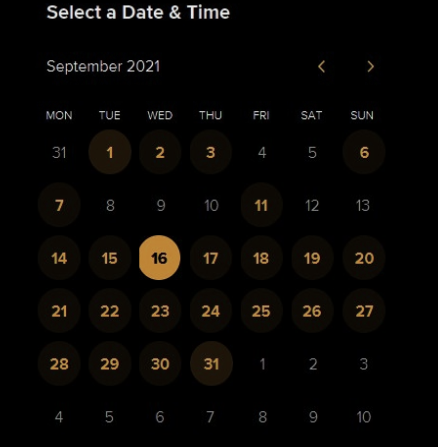 Select a Date & Time
September 2021
MON TUE WED THU FRI SAT SUN
31 1 2 3 4 5 6
7 8 9 10 11 12 13
14 15 16 17 18 19 20
21 22 23 24 25 26 27
28 29 30 31 1 2 3
4 5 6 7 8 9 10